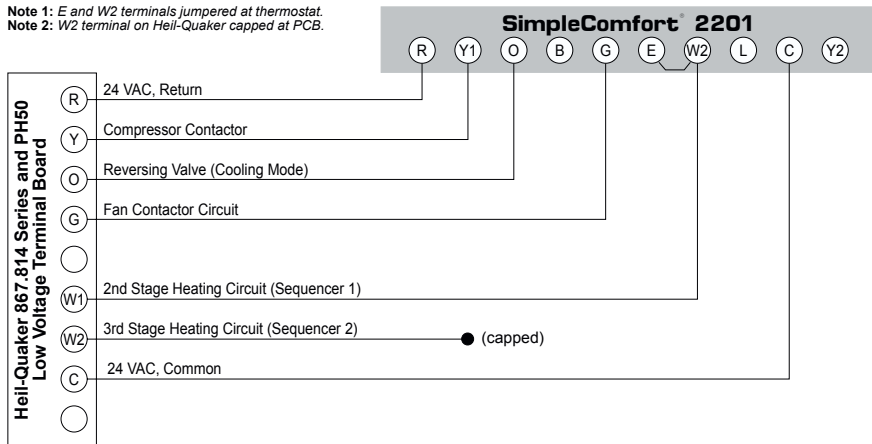 Note 1: E and W2 terminals jumpered at thermostat.
Note 2: W2 terminal on Heil-Quaker capped at PCB.
SimpleComfort® 2201
R Y1 O B G E W2 L C Y2
Heil-Quaker 867.814 Series and PH50
Low Voltage Terminal Board
R 24 VAC, Return
Y Compressor Contactor
O Reversing Valve (Cooling Mode)
G Fan Contactor Circuit
W1 2nd Stage Heating Circuit (Sequencer 1)
W2 3rd Stage Heating Circuit (Sequencer 2) (capped)
C 24 VAC, Common